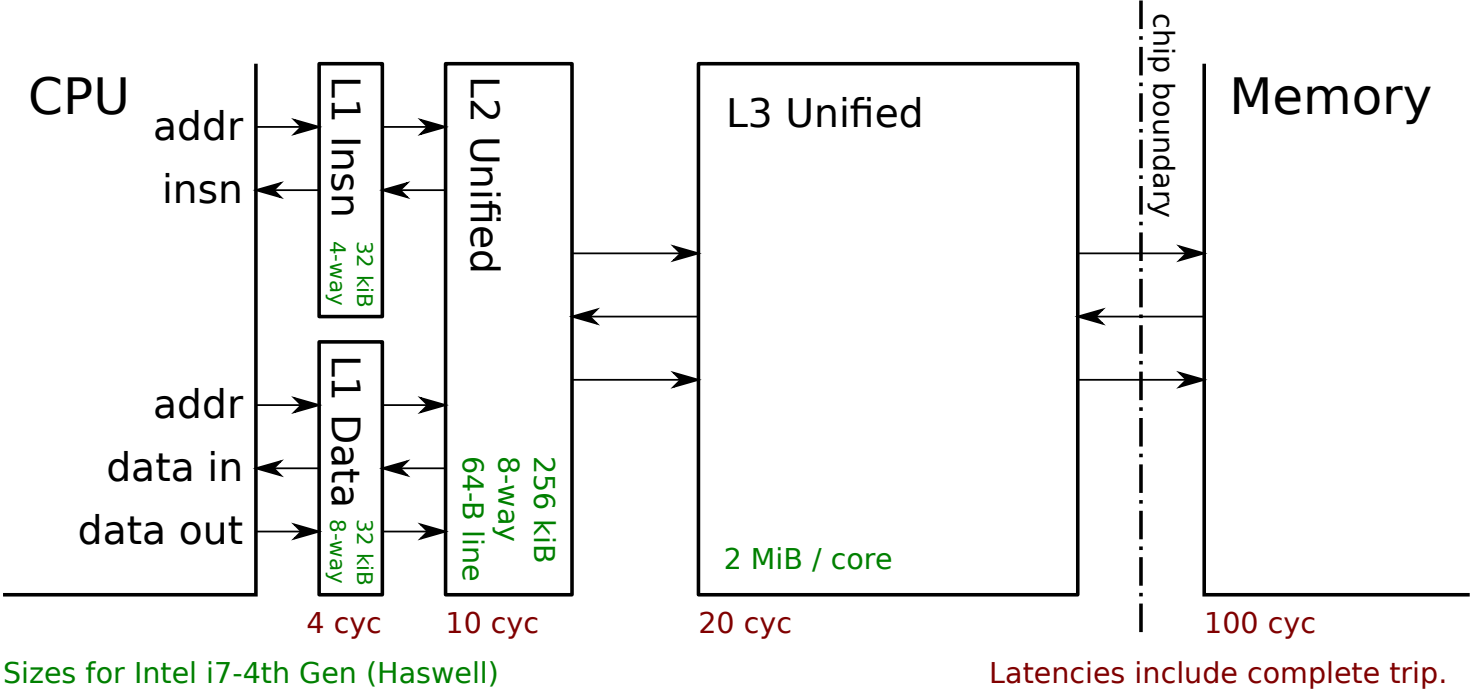 CPU
addr
insn
addr
data in
data out
L1 Insn
32 kiB
4-way
L1 Data
32 kiB
8-way
L2 Unified
256 kiB
8-way
64-B line
L3 Unified
2 MiB / core
chip boundary
Memory
4 cyc
10 cyc
20 cyc
100 cyc
Sizes for Intel i7-4th Gen (Haswell)
Latencies include complete trip.